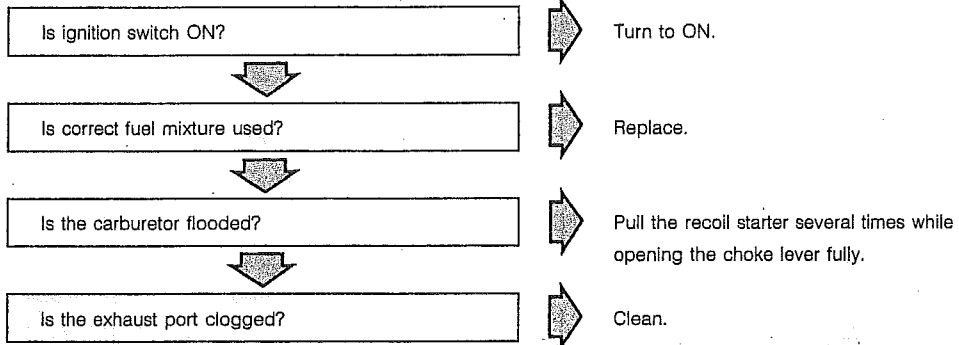 Is ignition switch ON?
Turn to ON.
Is correct fuel mixture used?
Replace.
Is the carburetor flooded?
Pull the recoil starter several times while
opening the choke lever fully.
Is the exhaust port clogged?
Clean.